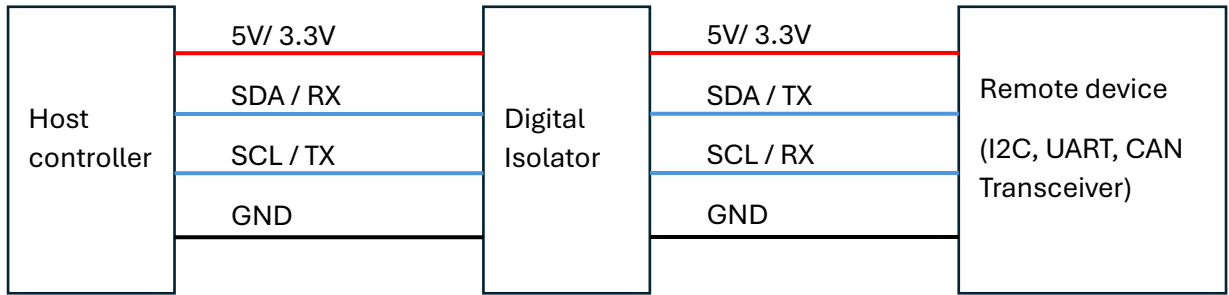 Host
controller
5V/ 3.3V
SDA / RX
SCL / TX
GND
Digital
Isolator
5V/ 3.3V
SDA / TX
SCL / RX
GND
Remote device
(I2C, UART, CAN
Transceiver)